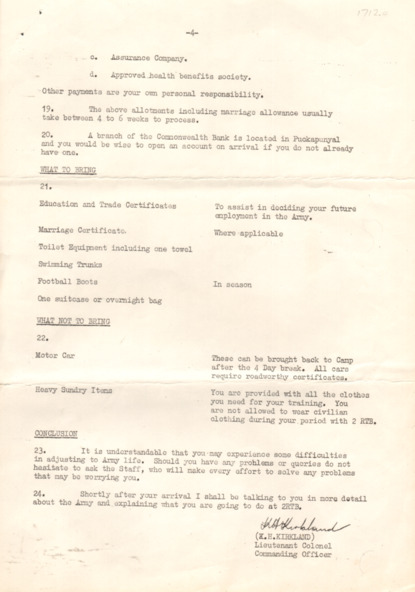 -4-
c. Assurance Company.
d. Approved health benefits society.
Other payments are your own personal responsibility.
19. The above allotments including marriage allowance usually
take between 4 to 6 weeks to process.
20. A branch of the Commonwealth Bank is located in Puckapunyal
and you would be wise to open an account on arrival if you do not already
have one.
WHAT TO BRING
21.
Education and Trade Certificates To assist in deciding your future
employment in the Army.
Marriage Certificate. Where applicable
Toilet Equipment including one towel
Swimming Trunks
Football Boots In season
One suitcase or overnight bag
WHAT NOT TO BRING
22.
Motor Car These can be brought back to Camp
after the 4 Day break. All cars
require roadworthy certificates.
Heavy Sundry Items You are provided with all the clothes
you need for your training. You
are not allowed to wear civilian
clothing during your period with 2 RTB.
CONCLUSION
23. It is understandable that you may experience some difficulties
in adjusting to Army life. Should you have any problems or queries do not
hesitate to ask the Staff, who will make every effort to solve any problems
that may be worrying you.
24. Shortly after your arrival I shall be talking to you in more detail
about the Army and explaining what you are going to do at 2RTB.
KH Kirkland
(K.H.KIRKLAND)
Lieutenant Colonel
Commanding Officer